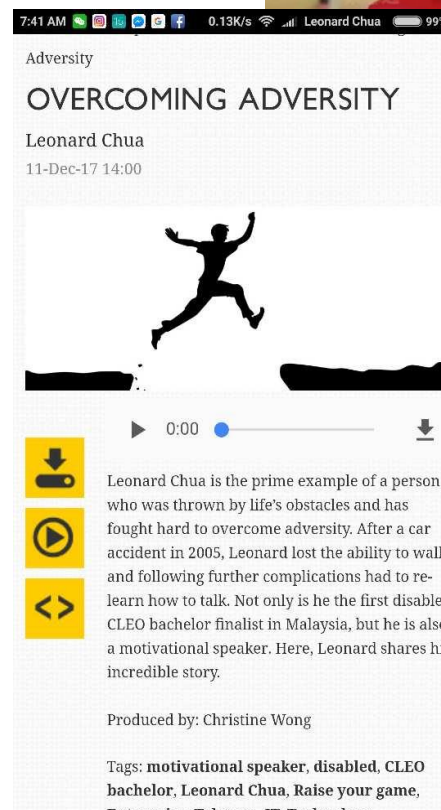 7:41 AM 0.13K/s Leonard Chua 99
Adversity
OVERCOMING ADVERSITY
Leonard Chua
11-Dec-17 14:00
0:00
Leonard Chua is the prime example of a person
who was thrown by life's obstacles and has
fought hard to overcome adversity. After a car
accident in 2005, Leonard lost the ability to wal
and following further complications had to re-
learn how to talk. Not only is he the first disable
CLEO bachelor finalist in Malaysia, but he is als
a motivational speaker. Here, Leonard shares h
incredible story.
Produced by: Christine Wong
Tags: motivational speaker, disabled, CLEO
bachelor, Leonard Chua, Raise your game,